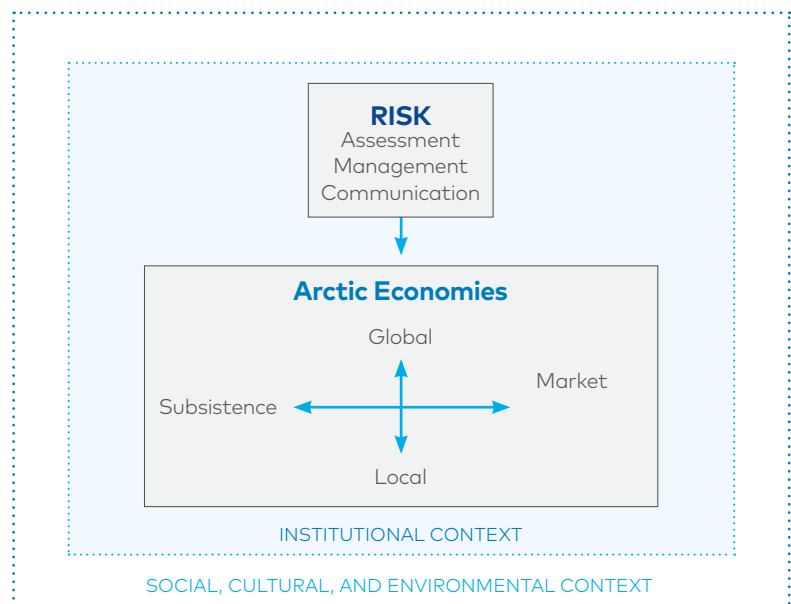 RISK
Assessment
Management
Communication
Arctic Economies
Global
Market
Subsistence
Local
INSTITUTIONAL CONTEXT
SOCIAL, CULTURAL, AND ENVIRONMENTAL CONTEXT